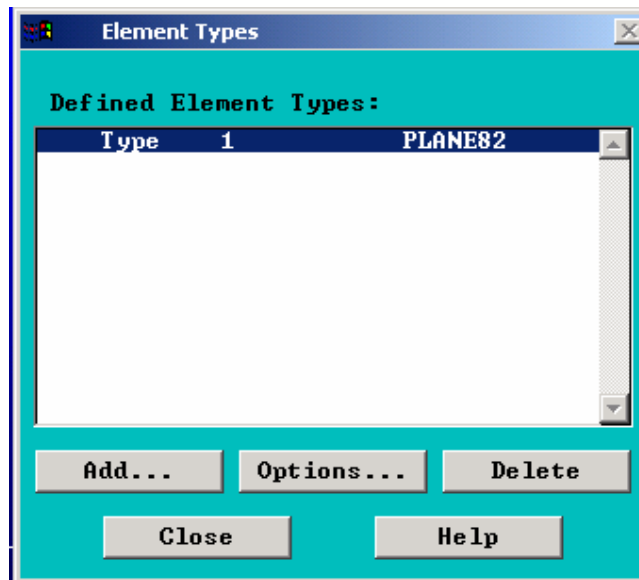 Element Types
Defined Element Types:
Type 1 PLANE82
Add... Options... Delete
Close Help